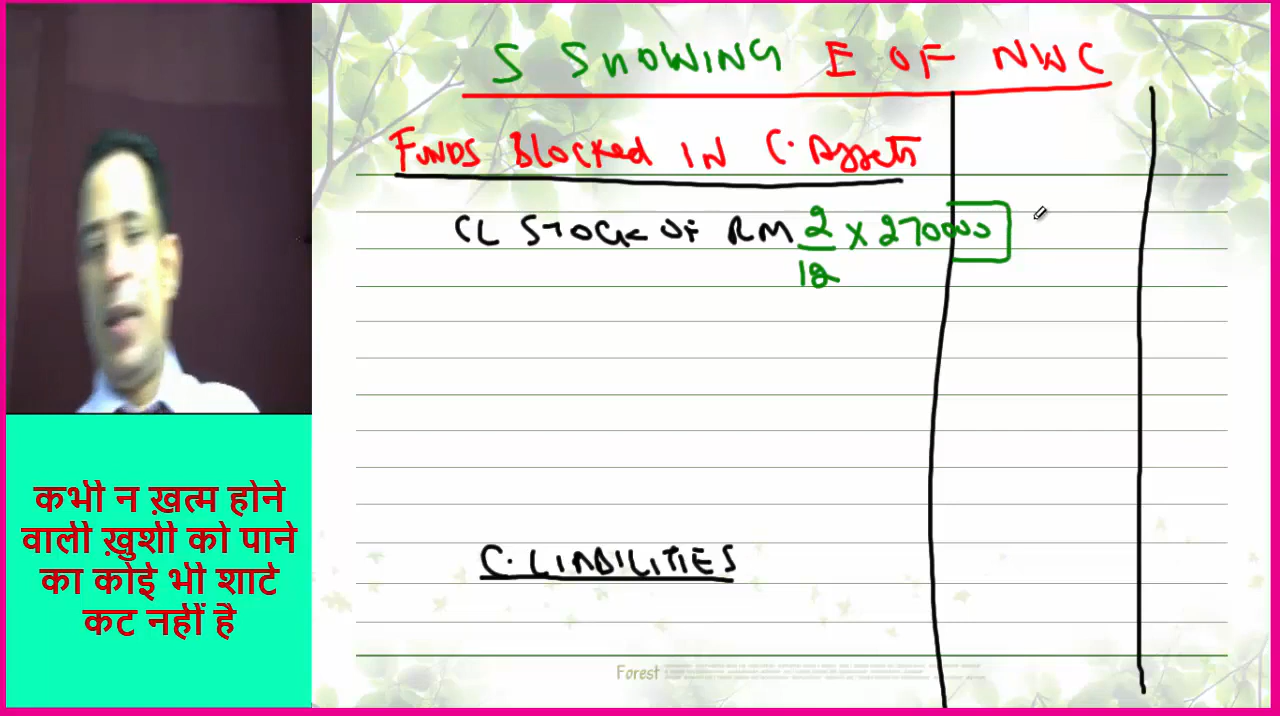 S SHOWING E OF NWC
FUNDS Blocked IN C. Assets
CL STOCK OF RM 2/12 × 270000
C. LIABILITIES
Forest
कभी न ख़त्म होने
वाली ख़ुशी को पाने
का कोई भी शार्ट
कट नहीं है